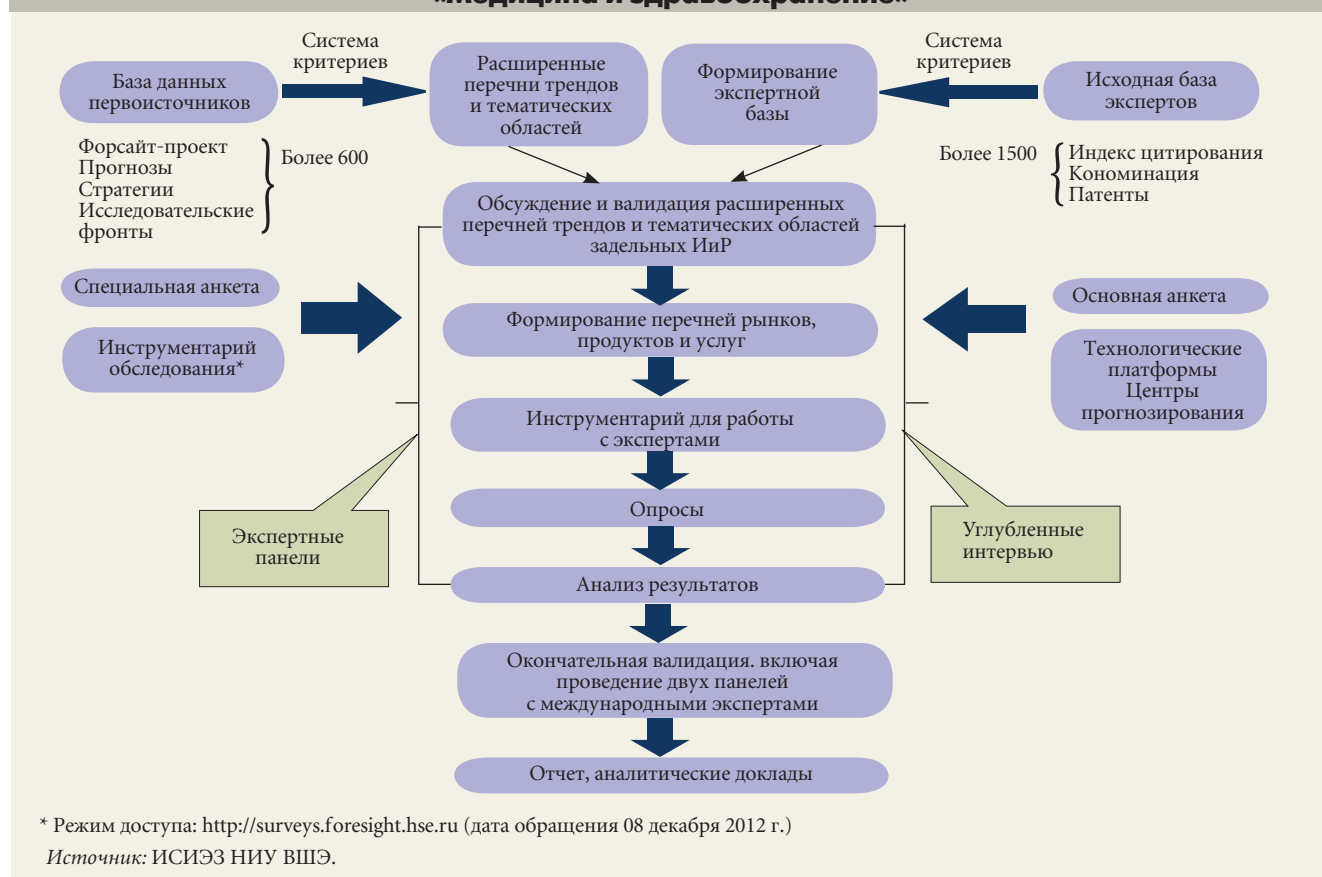 «Медицина и здравоохранение»
Система
критериев
Система
критериев
База данных
первоисточников
Расширенные
перечни трендов
и тематических
областей
Формирование
экспертной
базы
Исходная база
экспертов
Форсайт-проект
Прогнозы
Стратегии
Исследовательские
фронты
Более 600
Более 1500
Индекс цитирования
Кономинация
Патенты
Обсуждение и валидация расширенных
перечней трендов и тематических областей
задельных ИиР
Специальная анкета
Инструментарий
обследования*
Формирование перечней рынков,
продуктов и услуг
Основная анкета
Технологические
платформы
Центры
прогнозирования
Инструментарий для работы
с экспертами
Опросы
Экспертные
панели
Углубленные
интервью
Анализ результатов
Окончательная валидация. включая
проведение двух панелей
с международными экспертами
Отчет, аналитические доклады
* Режим доступа: http://surveys.foresight.hse.ru (дата обращения 08 декабря 2012 г.)
Источник: ИСИЭЗ НИУ ВШЭ.